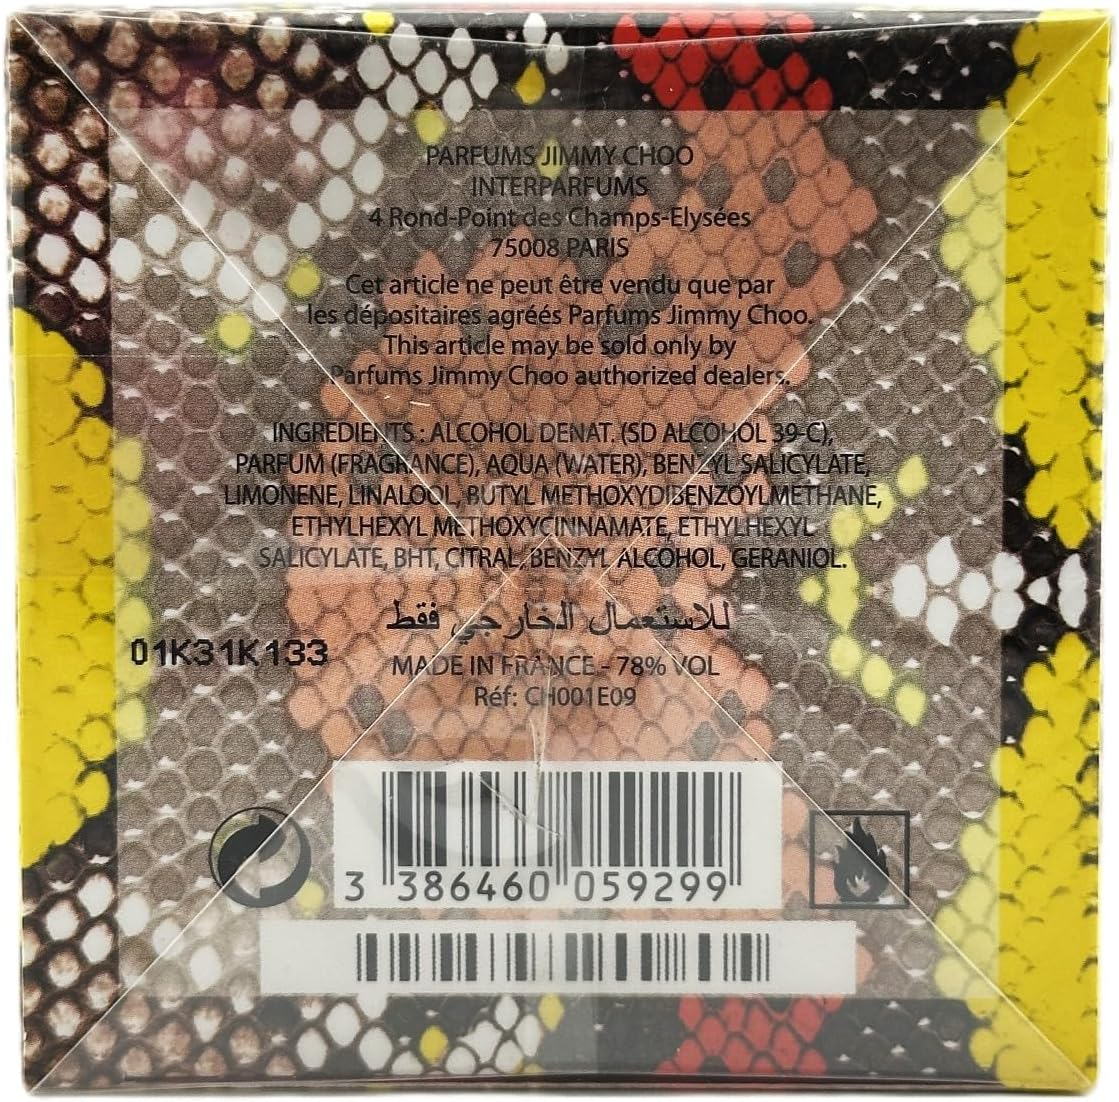 PARFUMS JIMMY CHOO
INTERPARFUMS
4 Rond-Point des Champs-Elysées
75008 PARIS
Cet article ne peut être vendu que par
les dépositaires agréés Parfums Jimmy Choo.
This article may be sold only by
Parfums Jimmy Choo authorized dealers.
INGREDIENTS : ALCOHOL DENAT. (SD ALCOHOL 39-C),
PARFUM (FRAGRANCE), AQUA (WATER), BENZYL SALICYLATE,
LIMONENE, LINALOOL, BUTYL METHOXYDIBENZOYLMETHANE,
ETHYLHEXYL METHOXYCINNAMATE, ETHYLHEXYL
SALICYLATE, BHT, CITRAL, BENZYL ALCOHOL, GERANIOL.
للاستعمال الخارجي فقط
01K31K133
MADE IN FRANCE - 78% VOL
Réf: CH001E09
3 386460 059299